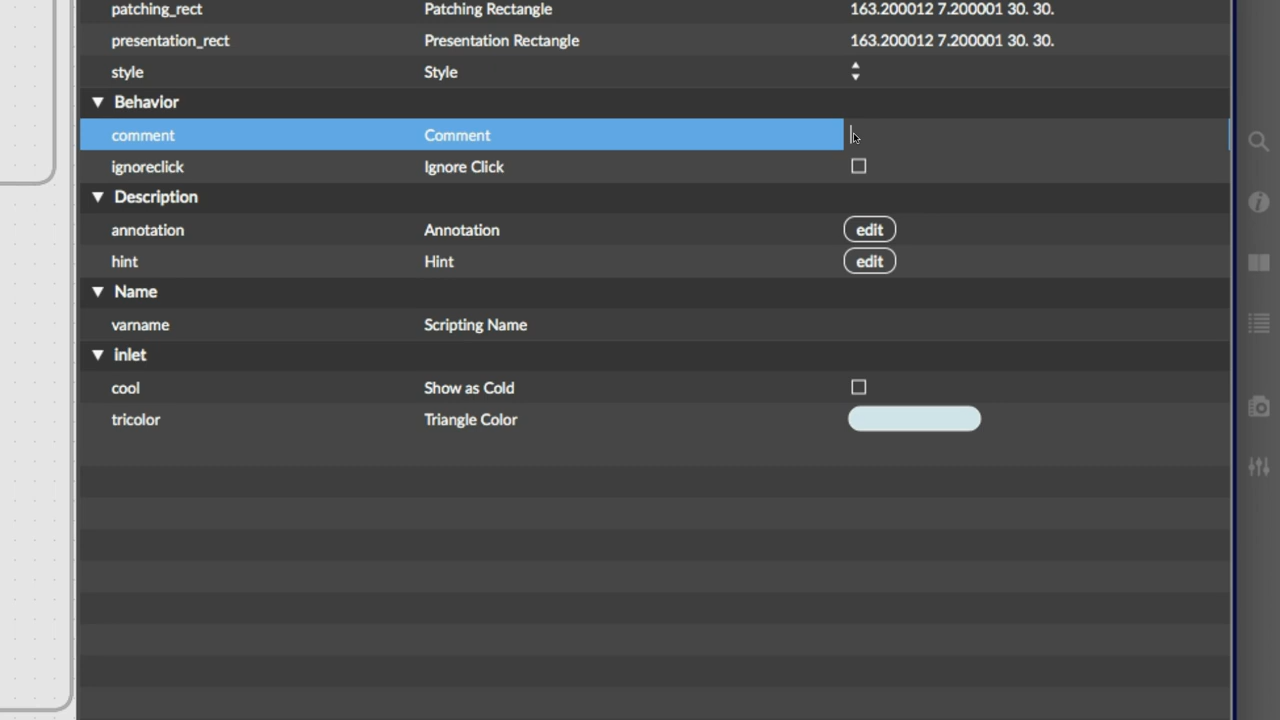 patching_rect Patching Rectangle 163.200012 7.200001 30. 30.
presentation_rect Presentation Rectangle 163.200012 7.200001 30. 30.
style Style
Behavior
comment Comment
ignoreclick Ignore Click
Description
annotation Annotation edit
hint Hint edit
Name
varname Scripting Name
inlet
cool Show as Cold
tricolor Triangle Color